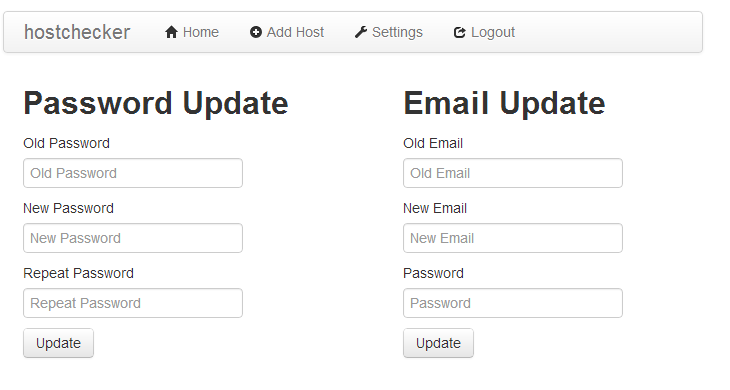 hostchecker Home Add Host Settings Logout
Password Update
Old Password
Old Password
New Password
New Password
Repeat Password
Repeat Password
Update
Email Update
Old Email
Old Email
New Email
New Email
Password
Password
Update